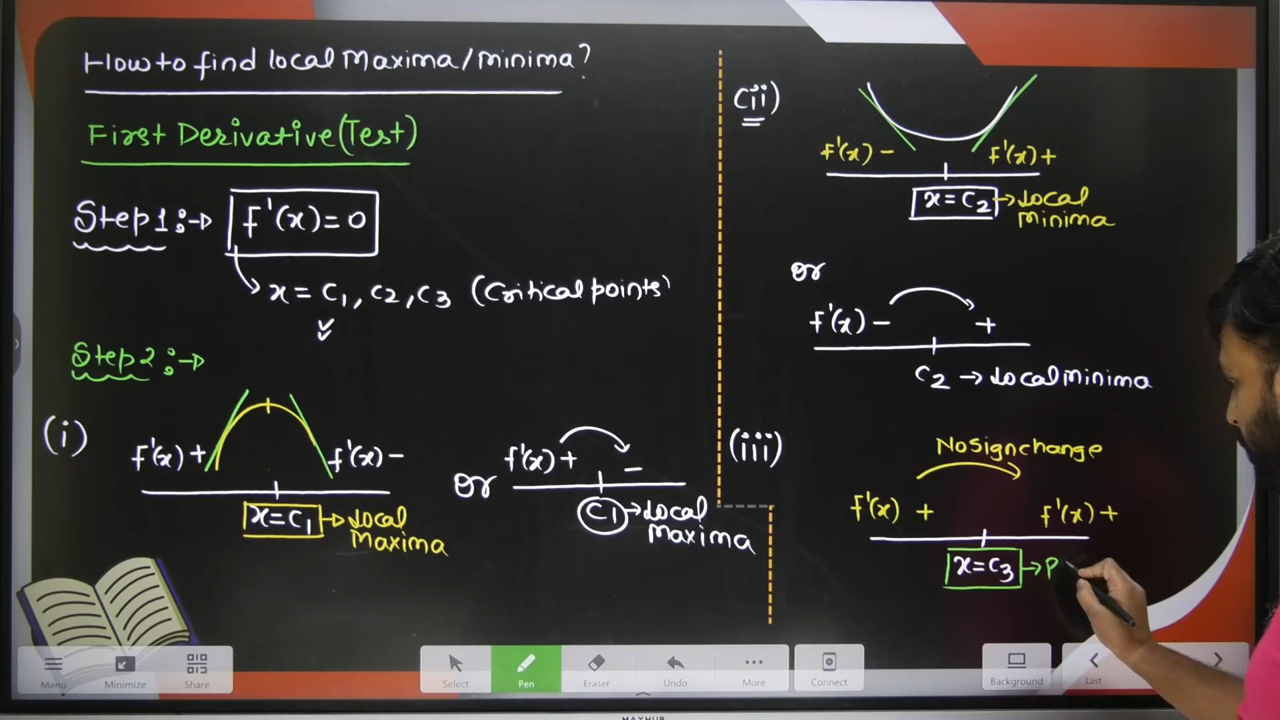 How to find local Maxima/Minima?
First Derivative(Test)
Step 1:→ f'(x)=0
x = C1, C2, C3 (Critical points)
Step 2:→
(i)
f'(x)+ f'(x)-
x=C1 → Local Maxima
or
f'(x)+ -
C1 → Local Maxima
(ii)
f'(x)- f'(x)+
x=C2 → Local Minima
or
f'(x)- +
C2 → Local minima
(iii)
No Sign change
f'(x) + f'(x)+
x=C3 → P
Menu Minimize Share Select Pen Eraser Undo More Connect Background Last
MAXHUB